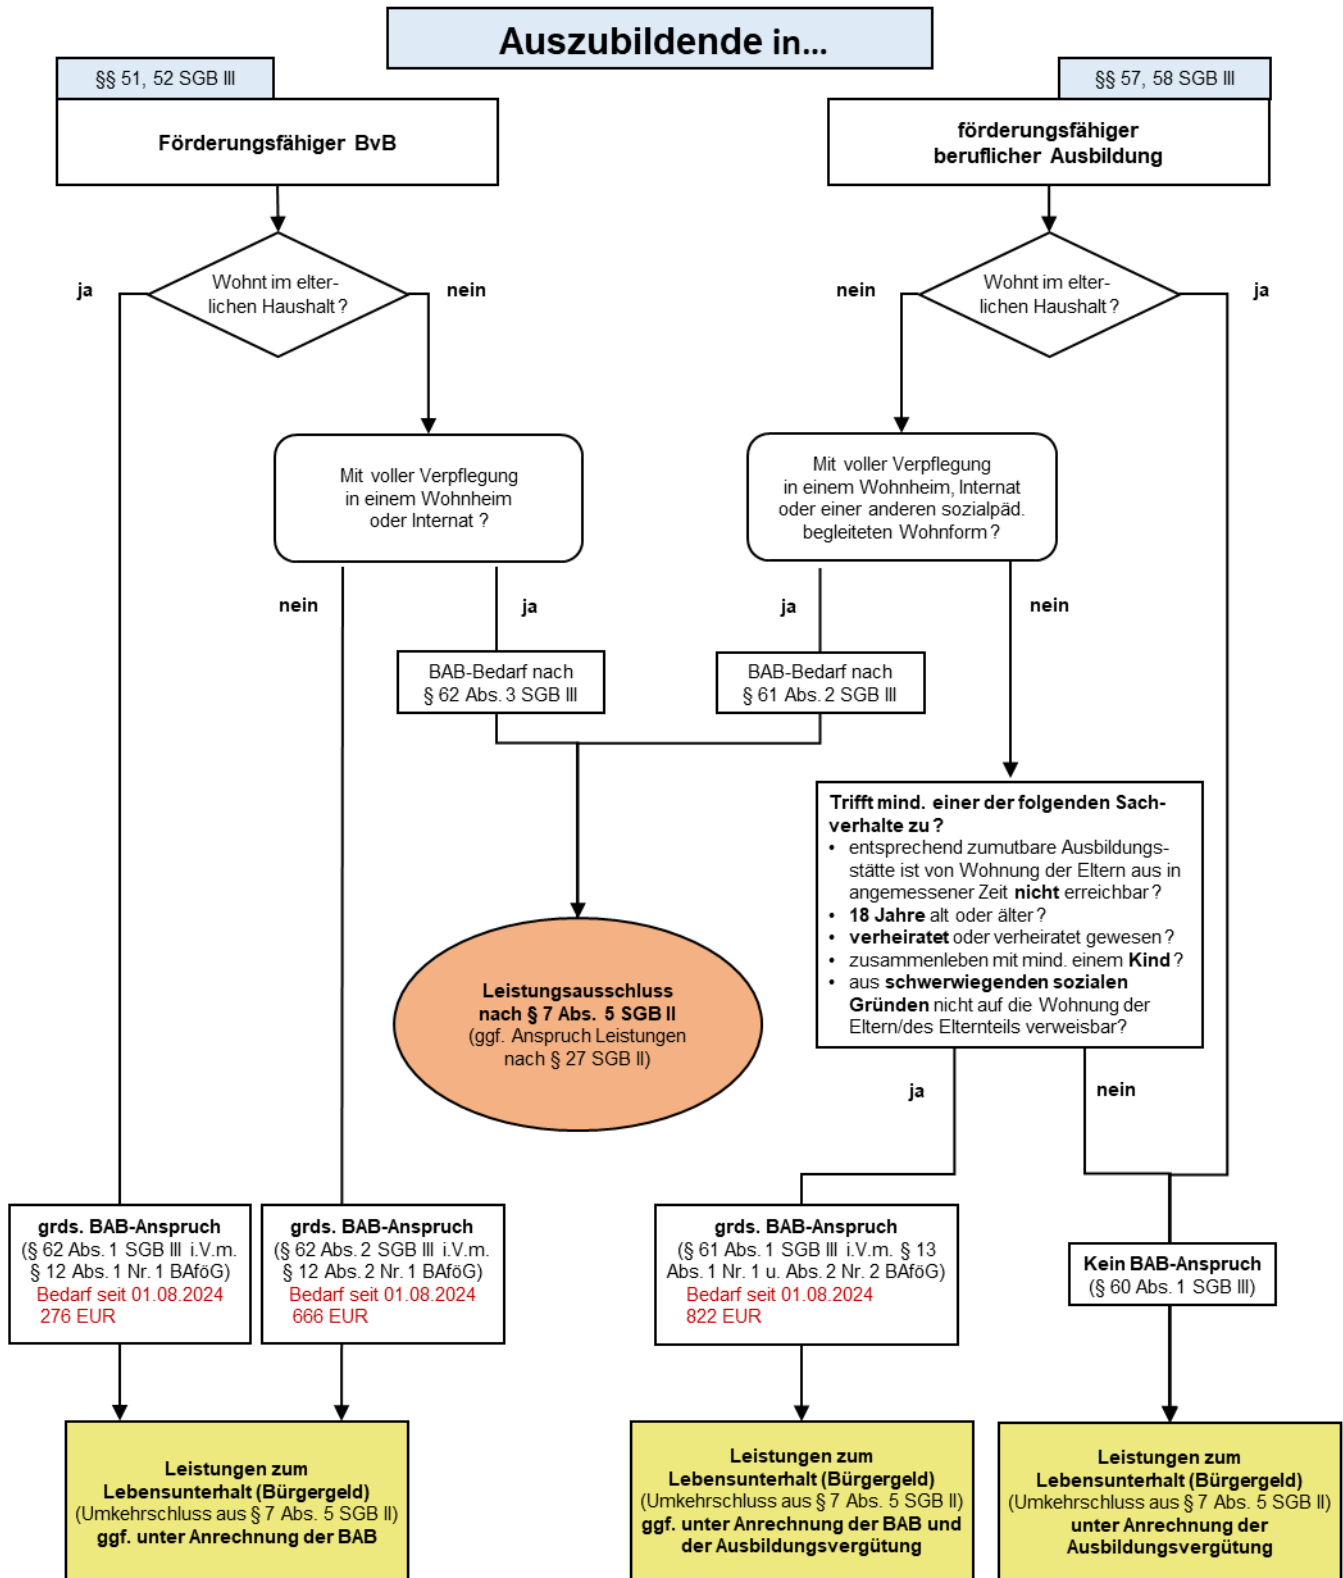 Auszubildende in...
§§ 51, 52 SGB III
§§ 57, 58 SGB III
Förderungsfähiger BvB
förderungsfähiger
beruflicher Ausbildung
ja
Wohnt im elter-
lichen Haushalt?
nein
nein
Wohnt im elter-
lichen Haushalt?
ja
Mit voller Verpflegung
in einem Wohnheim
oder Internat?
Mit voller Verpflegung
in einem Wohnheim, Internat
oder einer anderen sozialpäd.
begleiteten Wohnform?
nein
ja
ja
nein
BAB-Bedarf nach
§ 62 Abs. 3 SGB III
BAB-Bedarf nach
§ 61 Abs. 2 SGB III
Trifft mind. einer der folgenden Sach-
verhalte zu?
• entsprechend zumutbare Ausbildungs-
stätte ist von Wohnung der Eltern aus in
angemessener Zeit nicht erreichbar?
• 18 Jahre alt oder älter?
• verheiratet oder verheiratet gewesen?
• zusammenleben mit mind. einem Kind?
• aus schwerwiegenden sozialen
Gründen nicht auf die Wohnung der
Eltern/des Elternteils verweisbar?
Leistungsausschluss
nach § 7 Abs. 5 SGB II
(ggf. Anspruch Leistungen
nach § 27 SGB II)
ja
nein
grds. BAB-Anspruch
(§ 62 Abs. 1 SGB III i.V.m.
§ 12 Abs. 1 Nr. 1 BAföG)
Bedarf seit 01.08.2024
276 EUR
grds. BAB-Anspruch
(§ 62 Abs. 2 SGB III i.V.m.
§ 12 Abs. 2 Nr. 1 BAföG)
Bedarf seit 01.08.2024
666 EUR
grds. BAB-Anspruch
(§ 61 Abs. 1 SGB III i.V.m. § 13
Abs. 1 Nr. 1 u. Abs. 2 Nr. 2 BAföG)
Bedarf seit 01.08.2024
822 EUR
Kein BAB-Anspruch
(§ 60 Abs. 1 SGB III)
Leistungen zum
Lebensunterhalt (Bürgergeld)
(Umkehrschluss aus § 7 Abs. 5 SGB II)
ggf. unter Anrechnung der BAB
Leistungen zum
Lebensunterhalt (Bürgergeld)
(Umkehrschluss aus § 7 Abs. 5 SGB II)
ggf. unter Anrechnung der BAB und
der Ausbildungsvergütung
Leistungen zum
Lebensunterhalt (Bürgergeld)
(Umkehrschluss aus § 7 Abs. 5 SGB II)
unter Anrechnung der
Ausbildungsvergütung